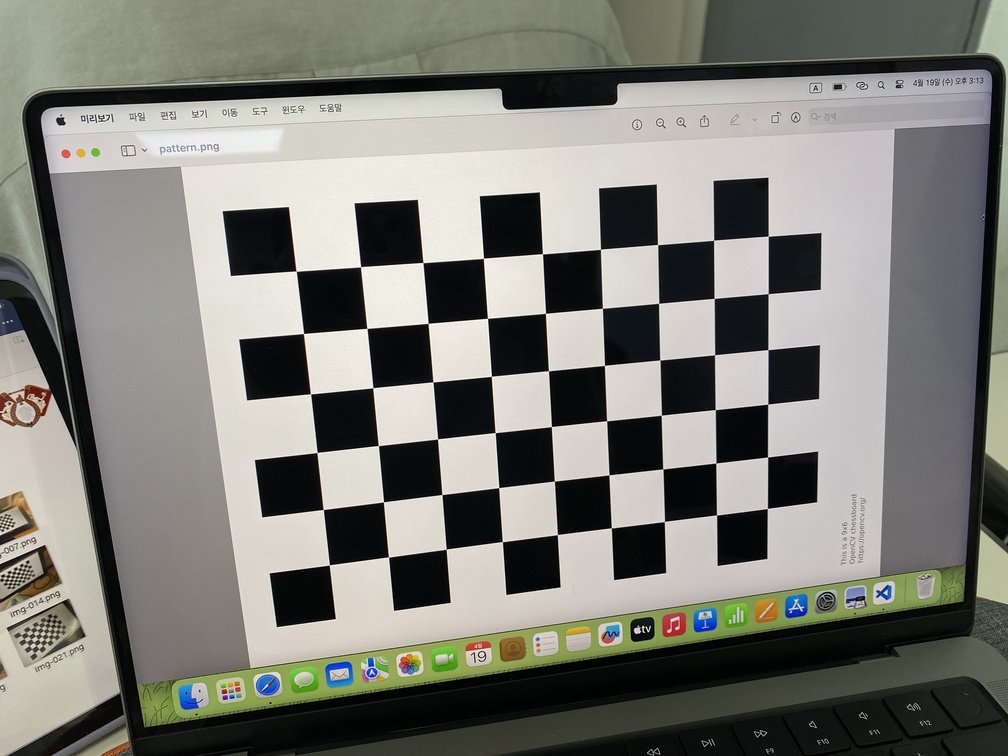 미리보기 파일 편집 보기 이동 도구 윈도우 도움말
A 4월 19일 (수) 오후 3:13
pattern.png
검색
This is a 9x6
OpenCV chessboard
https://opencv.org/
-007.png
img-014.png
img-021.png
g
4월
19
tv
F9
F10
F11
F12